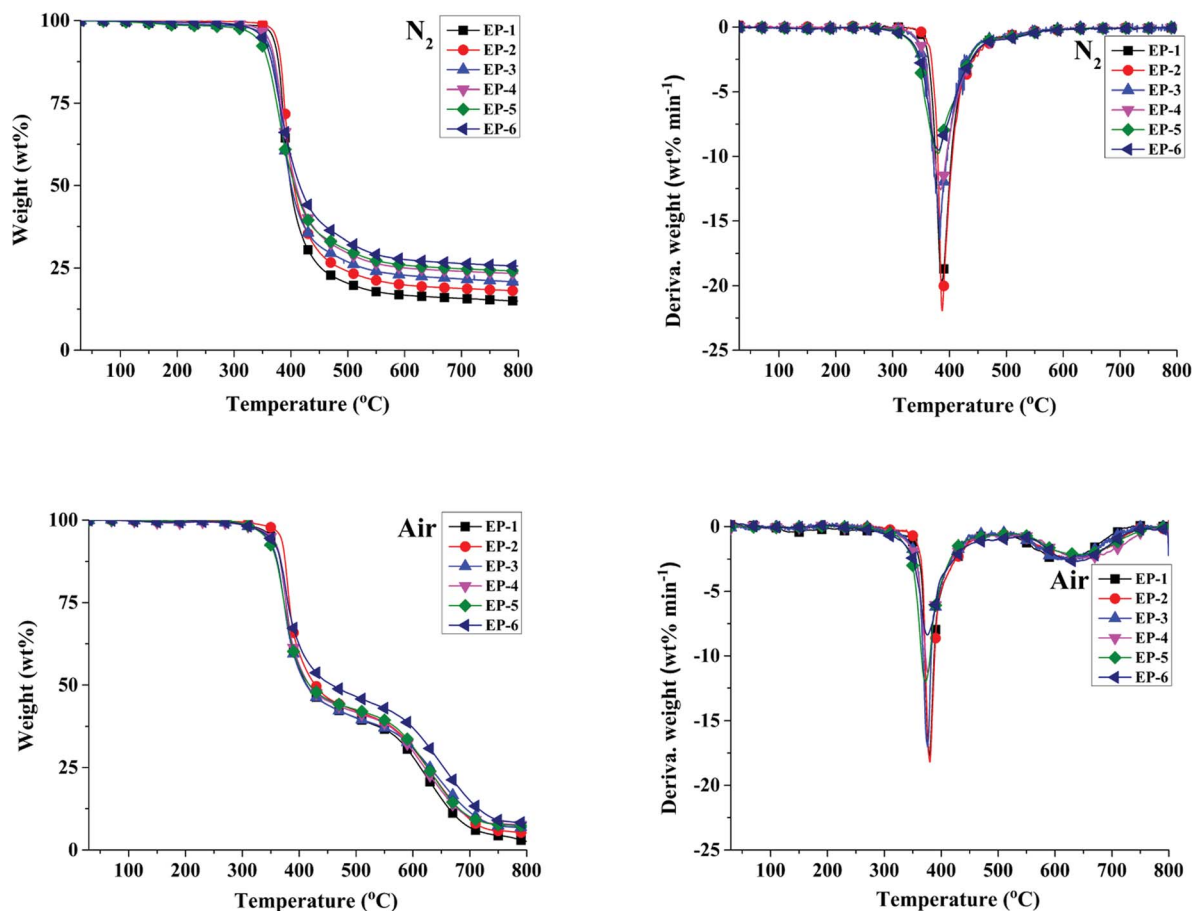 N2
EP-1
EP-2
EP-3
EP-4
EP-5
EP-6
100
75
50
25
0
Weight (wt%)
100 200 300 400 500 600 700 800
Temperature (oC)
N2
EP-1
EP-2
EP-3
EP-4
EP-5
EP-6
0
-5
-10
-15
-20
-25
Deriva. weight (wt% min-1)
100 200 300 400 500 600 700 800
Temperature (oC)
Air
EP-1
EP-2
EP-3
EP-4
EP-5
EP-6
100
75
50
25
0
Weight (wt%)
100 200 300 400 500 600 700 800
Temperature (oC)
Air
EP-1
EP-2
EP-3
EP-4
EP-5
EP-6
0
-5
-10
-15
-20
-25
Deriva. weight (wt% min-1)
100 200 300 400 500 600 700 800
Temperature (oC)